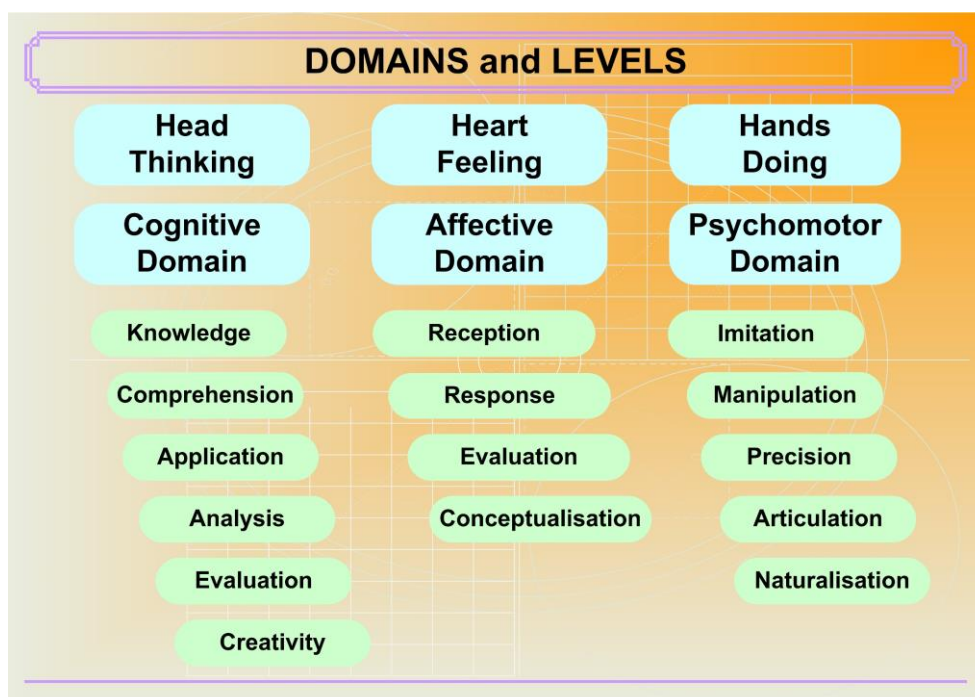 DOMAINS and LEVELS
Head
Thinking
Heart
Feeling
Hands
Doing
Cognitive
Domain
Affective
Domain
Psychomotor
Domain
Knowledge
Comprehension
Application
Analysis
Evaluation
Creativity
Reception
Response
Evaluation
Conceptualisation
Imitation
Manipulation
Precision
Articulation
Naturalisation